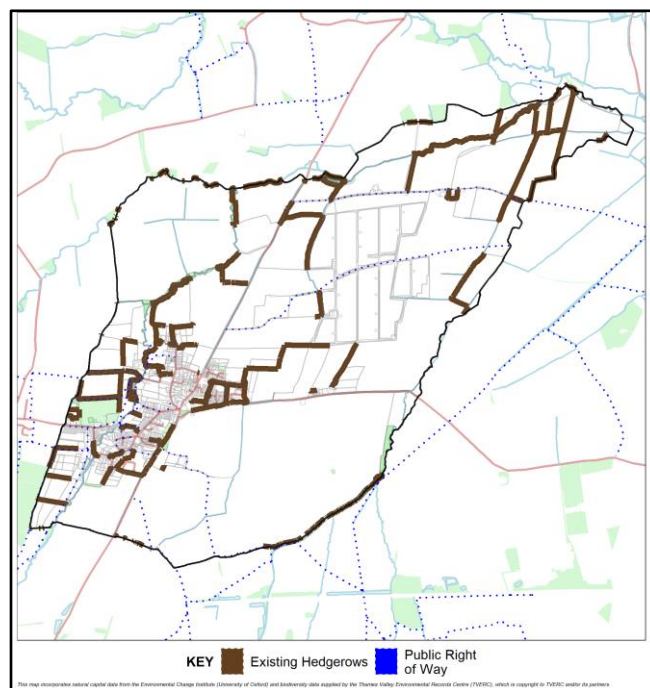 KEY Existing Hedgerows Public Right
of Way
This map incorporates natural capital data from the Environmental Change Institute (University of Oxford) and biodiversity data supplied by the Thames Valley Environmental Records Centre (TVERC), which is copyright to TVERC and/or its partners